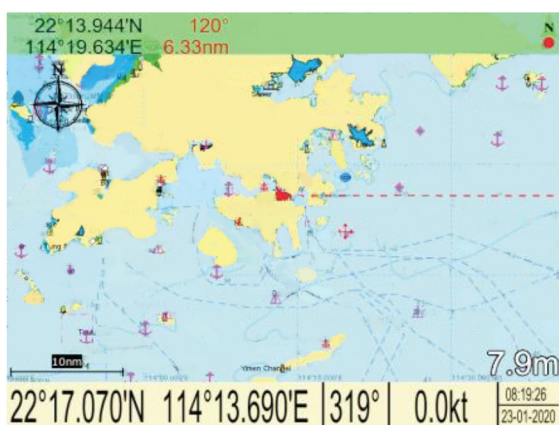 22°13.944'N 120°
114°19.634'E 6.33nm
N
N
10nm
Yimen Channel
7.9m
22°17.070'N 114°13.690'E 319° 0.0kt 08:19:26
23-01-2020